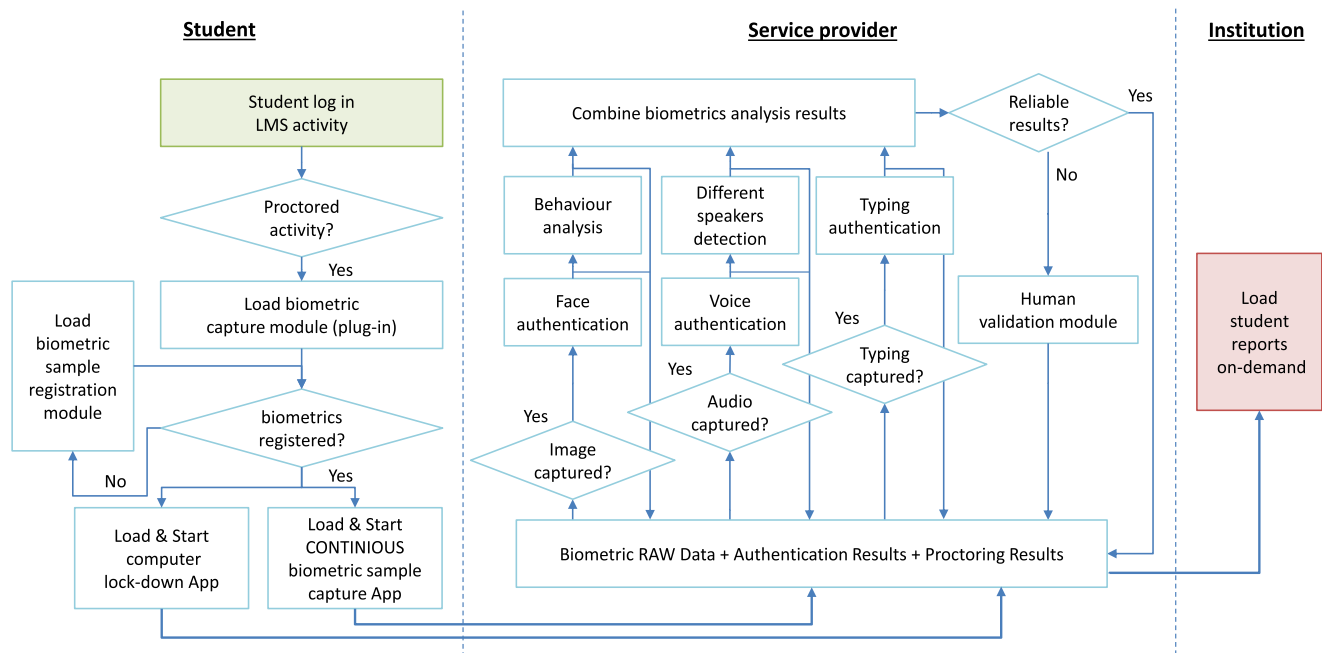 Student
Service provider
Institution
Student log in
LMS activity
Proctored
activity?
Yes
Load biometric
capture module (plug-in)
Load
biometric
sample
registration
module
biometrics
registered?
No
Yes
Load & Start
computer
lock-down App
Load & Start
CONTINIOUS
biometric sample
capture App
Combine biometrics analysis results
Reliable
results?
Yes
No
Behaviour
analysis
Different
speakers
detection
Typing
authentication
Face
authentication
Voice
authentication
Human
validation module
Yes
Typing
captured?
Yes
Audio
captured?
Yes
Image
captured?
Biometric RAW Data + Authentication Results + Proctoring Results
Load
student
reports
on-demand